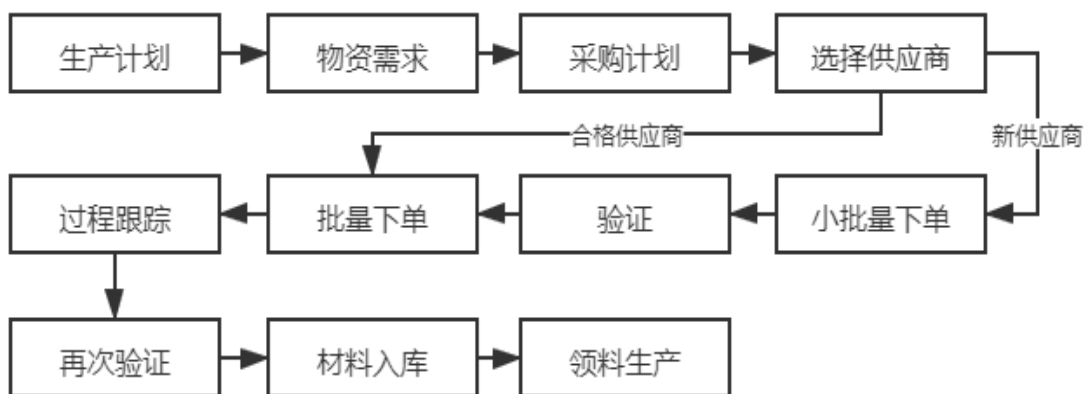 生产计划
物资需求
采购计划
选择供应商
合格供应商
新供应商
过程跟踪
批量下单
验证
小批量下单
再次验证
材料入库
领料生产